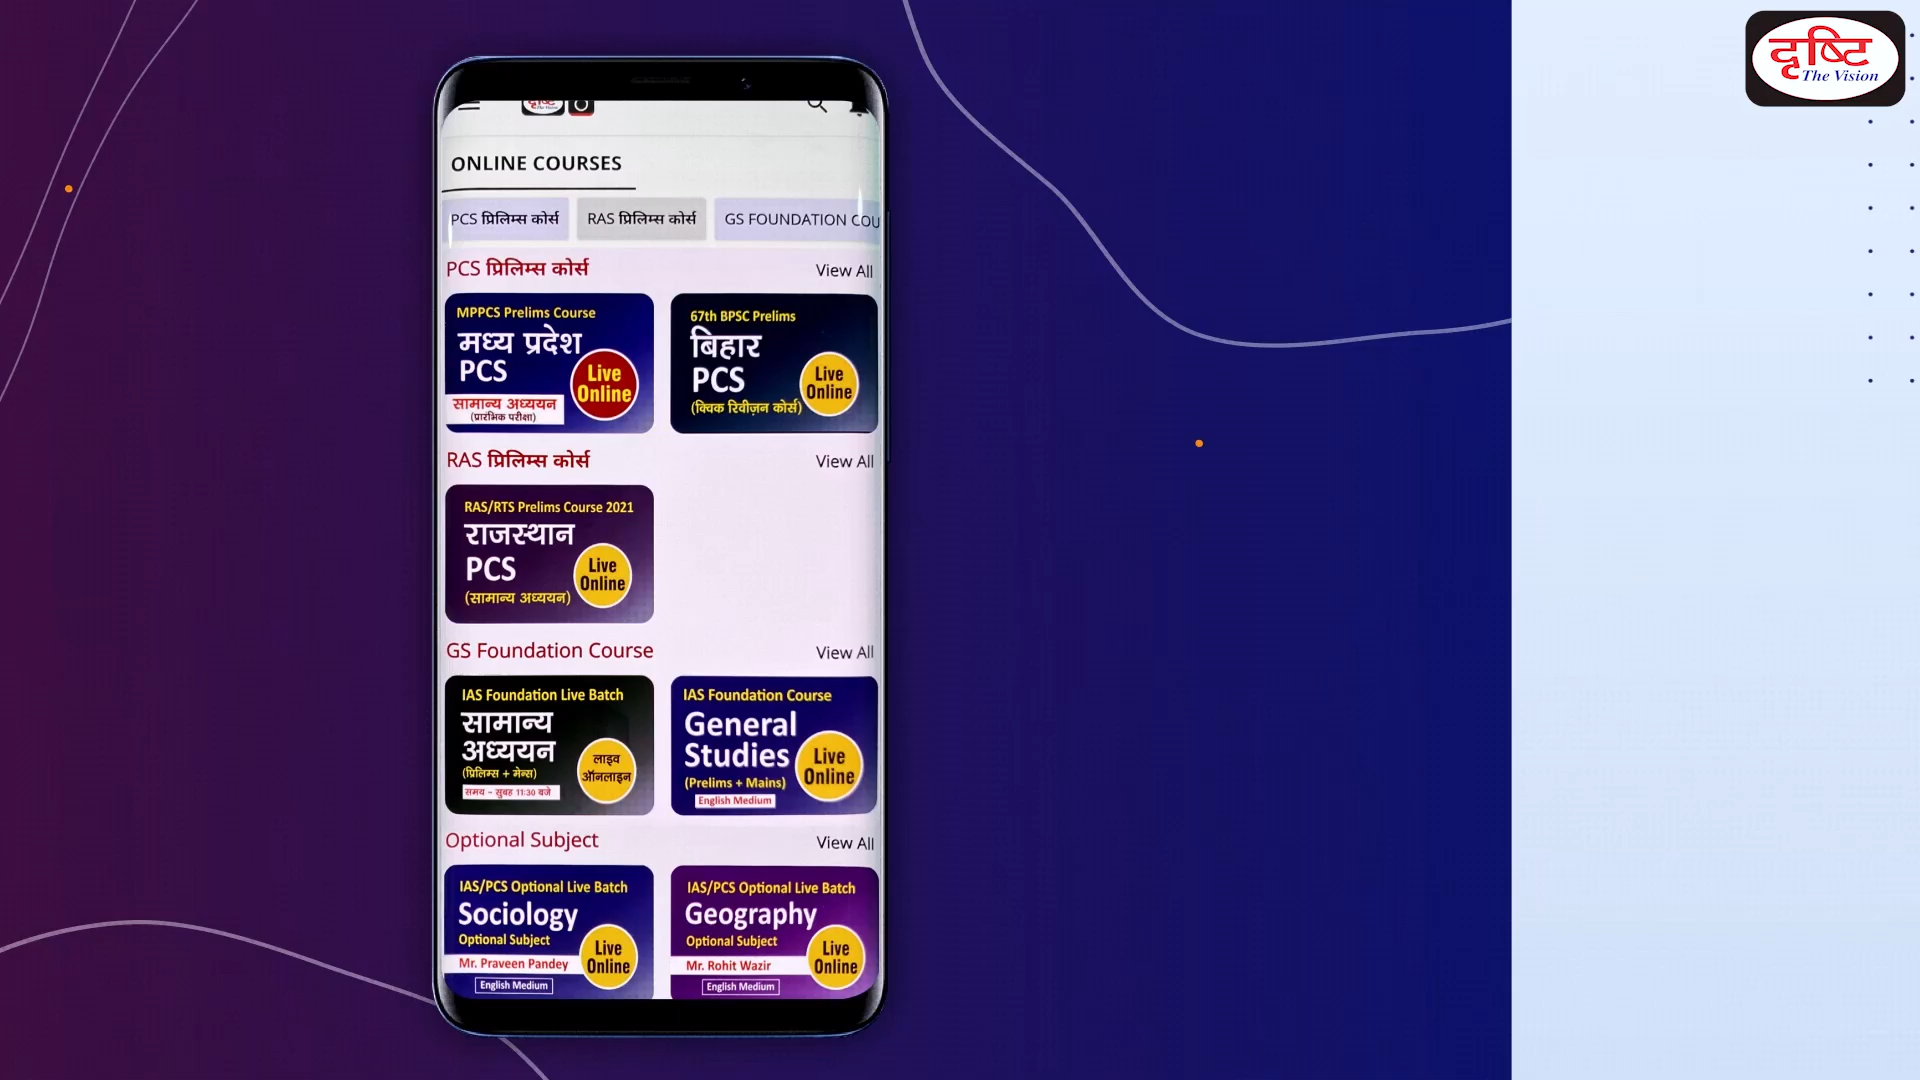 दृष्टि
The Vision
ONLINE COURSES
PCS प्रिलिम्स कोर्स
RAS प्रिलिम्स कोर्स
GS FOUNDATION COU
PCS प्रिलिम्स कोर्स
View All
MPPCS Prelims Course
मध्य प्रदेश
PCS
Live
Online
सामान्य अध्ययन
(प्रारंभिक परीक्षा)
67th BPSC Prelims
बिहार
PCS
Live
Online
(क्विक रिवीज़न कोर्स)
RAS प्रिलिम्स कोर्स
View All
RAS/RTS Prelims Course 2021
राजस्थान
PCS
Live
Online
(सामान्य अध्ययन)
GS Foundation Course
View All
IAS Foundation Live Batch
सामान्य
अध्ययन
(प्रिलिम्स + मेन्स)
समय - सुबह 11:30 बजे
लाइव
ऑनलाइन
IAS Foundation Course
General
Studies
(Prelims + Mains)
English Medium
Live
Online
Optional Subject
View All
IAS/PCS Optional Live Batch
Sociology
Optional Subject
Mr. Praveen Pandey
English Medium
Live
Online
IAS/PCS Optional Live Batch
Geography
Optional Subject
Mr. Rohit Wazir
English Medium
Live
Online